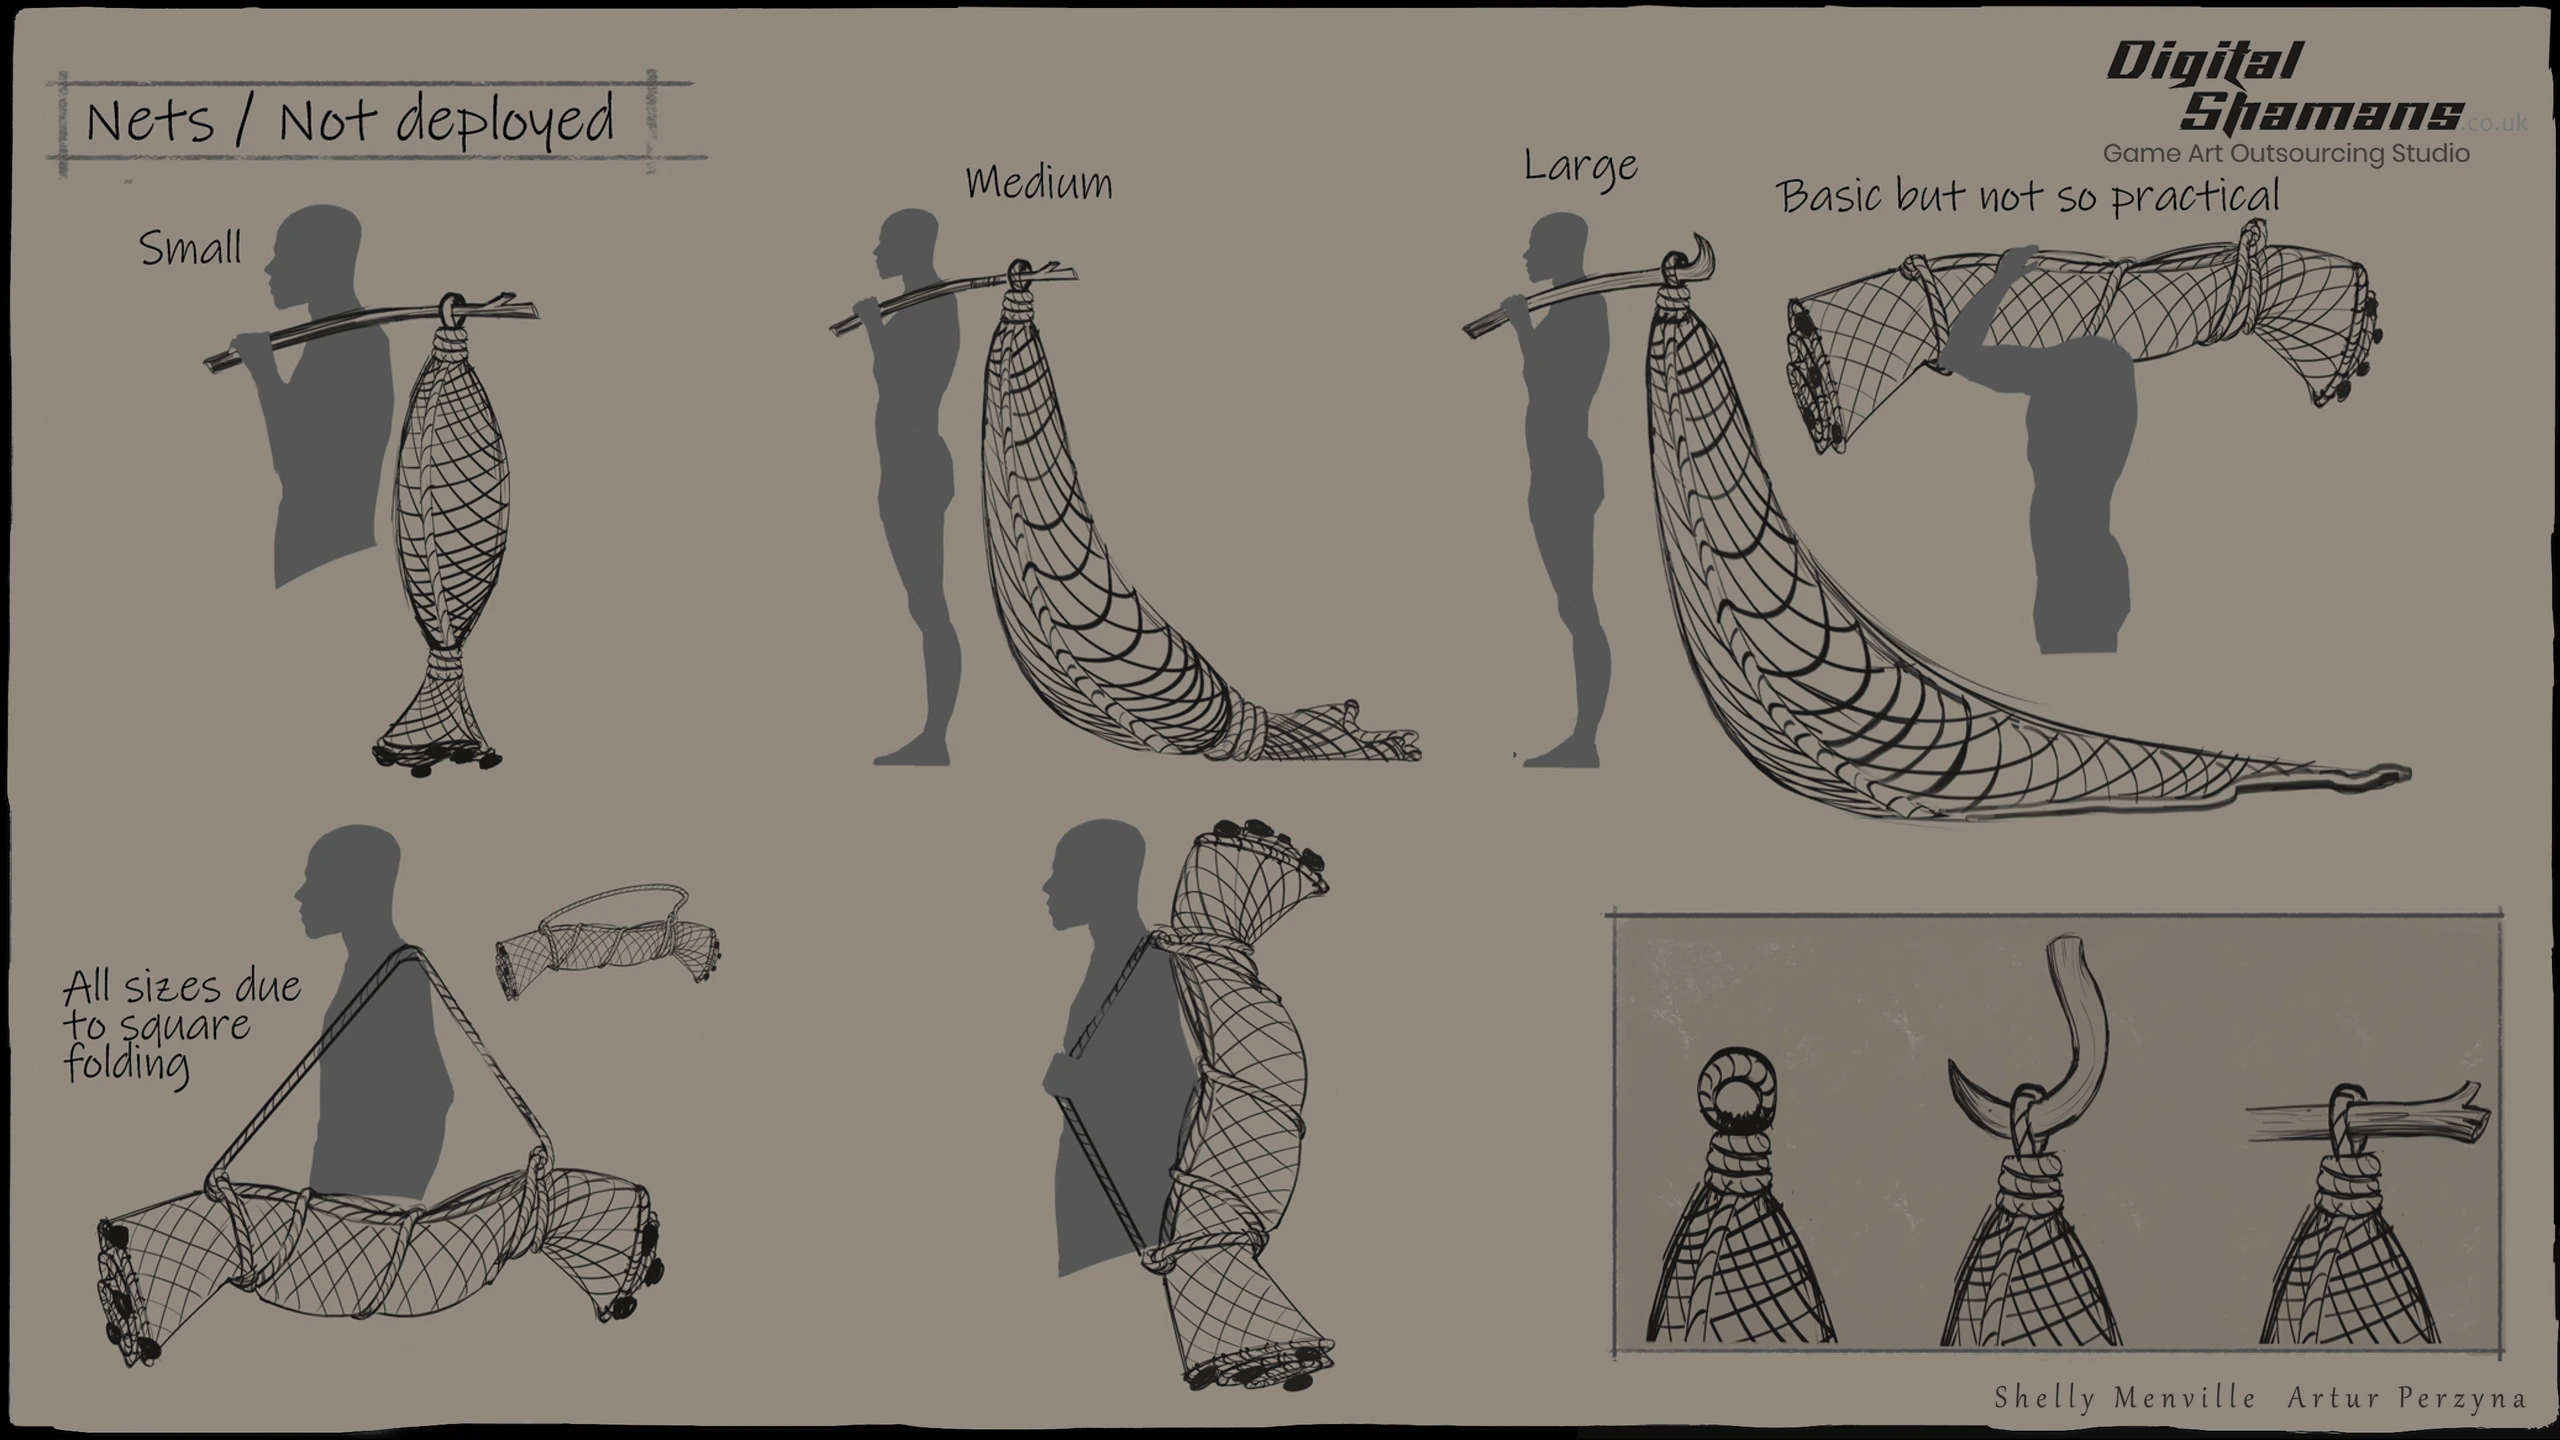 Nets / Not deployed
Digital
Shamans.co.uk
Game Art Outsourcing Studio
Small
Medium
Large
Basic but not so practical
All sizes due
to square
folding
Shelly Menville Artur Perzyna